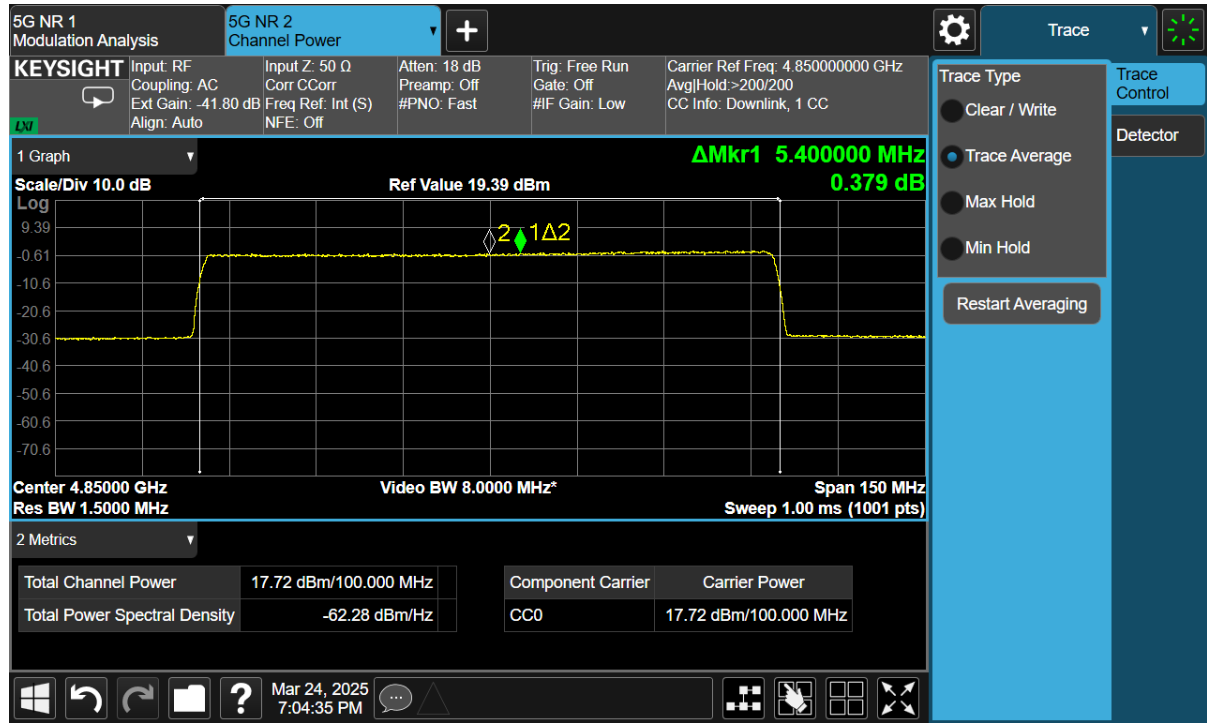 5G NR 1
Modulation Analysis
5G NR 2
Channel Power
Trace
KEYSIGHT
LXI
Input: RF
Coupling: AC
Ext Gain: -41.80 dB
Align: Auto
Input Z: 50 Ω
Corr CCorr
Freq Ref: Int (S)
NFE: Off
Atten: 18 dB
Preamp: Off
#PNO: Fast
Trig: Free Run
Gate: Off
#IF Gain: Low
Carrier Ref Freq: 4.850000000 GHz
Avg|Hold:>200/200
CC Info: Downlink, 1 CC
1 Graph
ΔMkr1 5.400000 MHz
0.379 dB
Scale/Div 10.0 dB
Ref Value 19.39 dBm
Log
9.39
-0.61
-10.6
-20.6
-30.6
-40.6
-50.6
-60.6
-70.6
2
1Δ2
Center 4.85000 GHz
Video BW 8.0000 MHz*
Span 150 MHz
Res BW 1.5000 MHz
Sweep 1.00 ms (1001 pts)
2 Metrics
Total Channel Power 17.72 dBm/100.000 MHz
Total Power Spectral Density -62.28 dBm/Hz
Component Carrier Carrier Power
CC0 17.72 dBm/100.000 MHz
Trace Type
Clear / Write
Trace Average
Max Hold
Min Hold
Restart Averaging
Trace
Control
Detector
?
Mar 24, 2025
7:04:35 PM